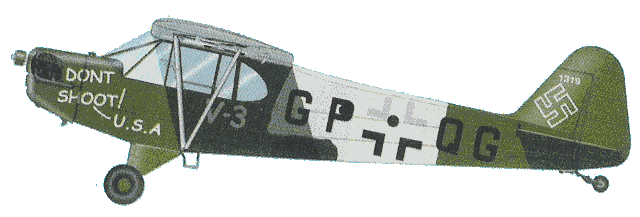 DONT
SHOOT!
U.S.A
V-3
GP
QG
1319